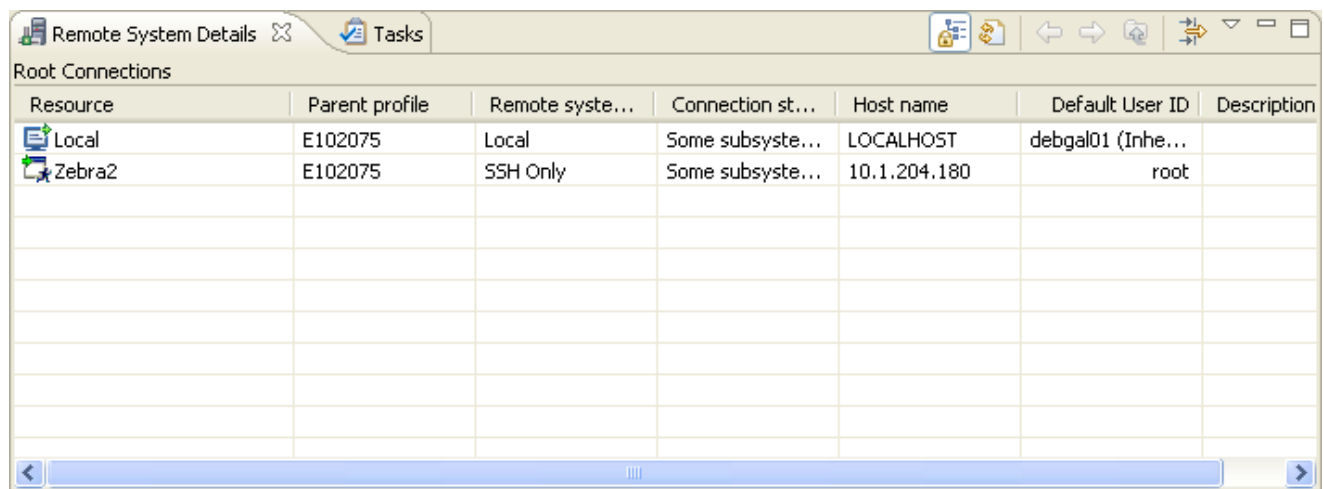 Remote System Details Tasks
Root Connections
Resource Parent profile Remote syste... Connection st... Host name Default User ID Description
Local E102075 Local Some subsyste... LOCALHOST debgal01 (Inhe...
Zebra2 E102075 SSH Only Some subsyste... 10.1.204.180 root